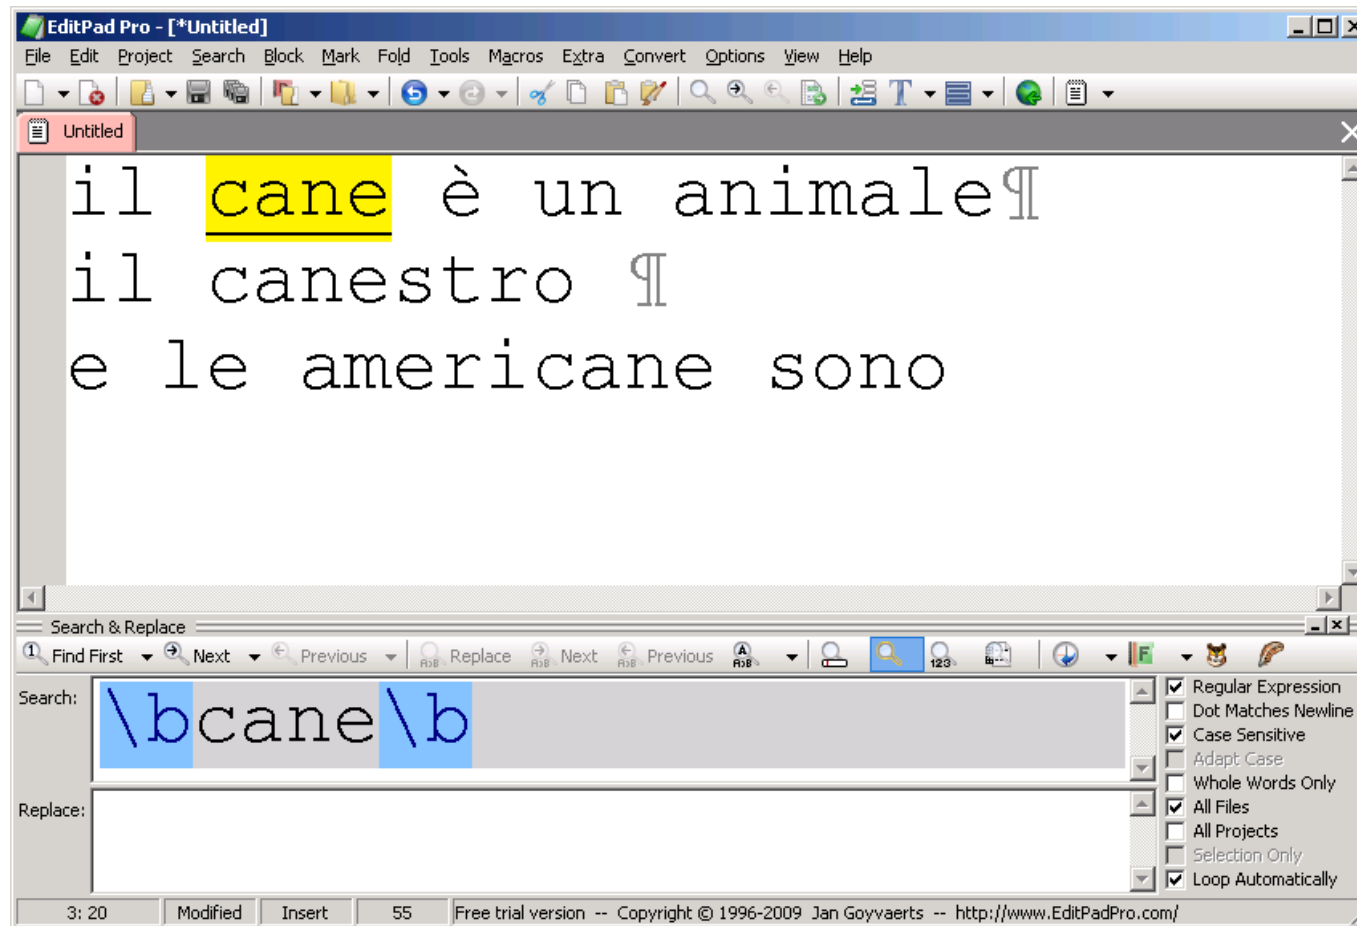 EditPad Pro - [*Untitled]
File Edit Project Search Block Mark Fold Tools Macros Extra Convert Options View Help
Untitled
il cane è un animale¶
il canestro ¶
e le americane sono
Search & Replace
Find First Next Previous Replace Next Previous
Search:
\bcane\b
Replace:
Regular Expression
Dot Matches Newline
Case Sensitive
Adapt Case
Whole Words Only
All Files
All Projects
Selection Only
Loop Automatically
3: 20 Modified Insert 55 Free trial version -- Copyright © 1996-2009 Jan Goyvaerts -- http://www.EditPadPro.com/